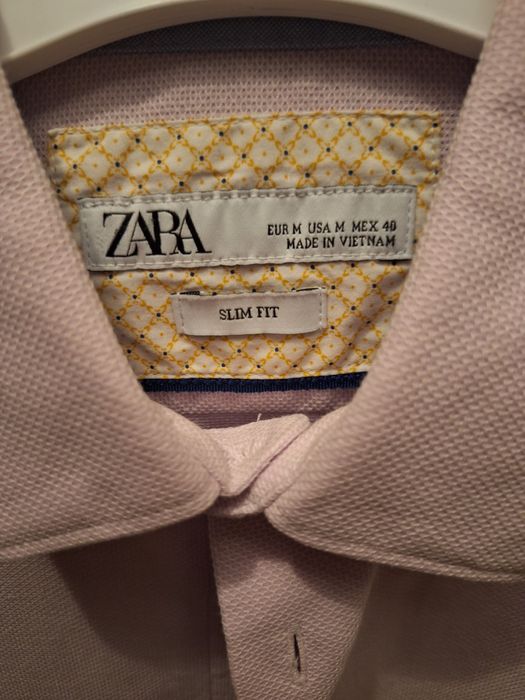 ZARA
EUR M USA M MEX 40
MADE IN VIETNAM
SLIM FIT